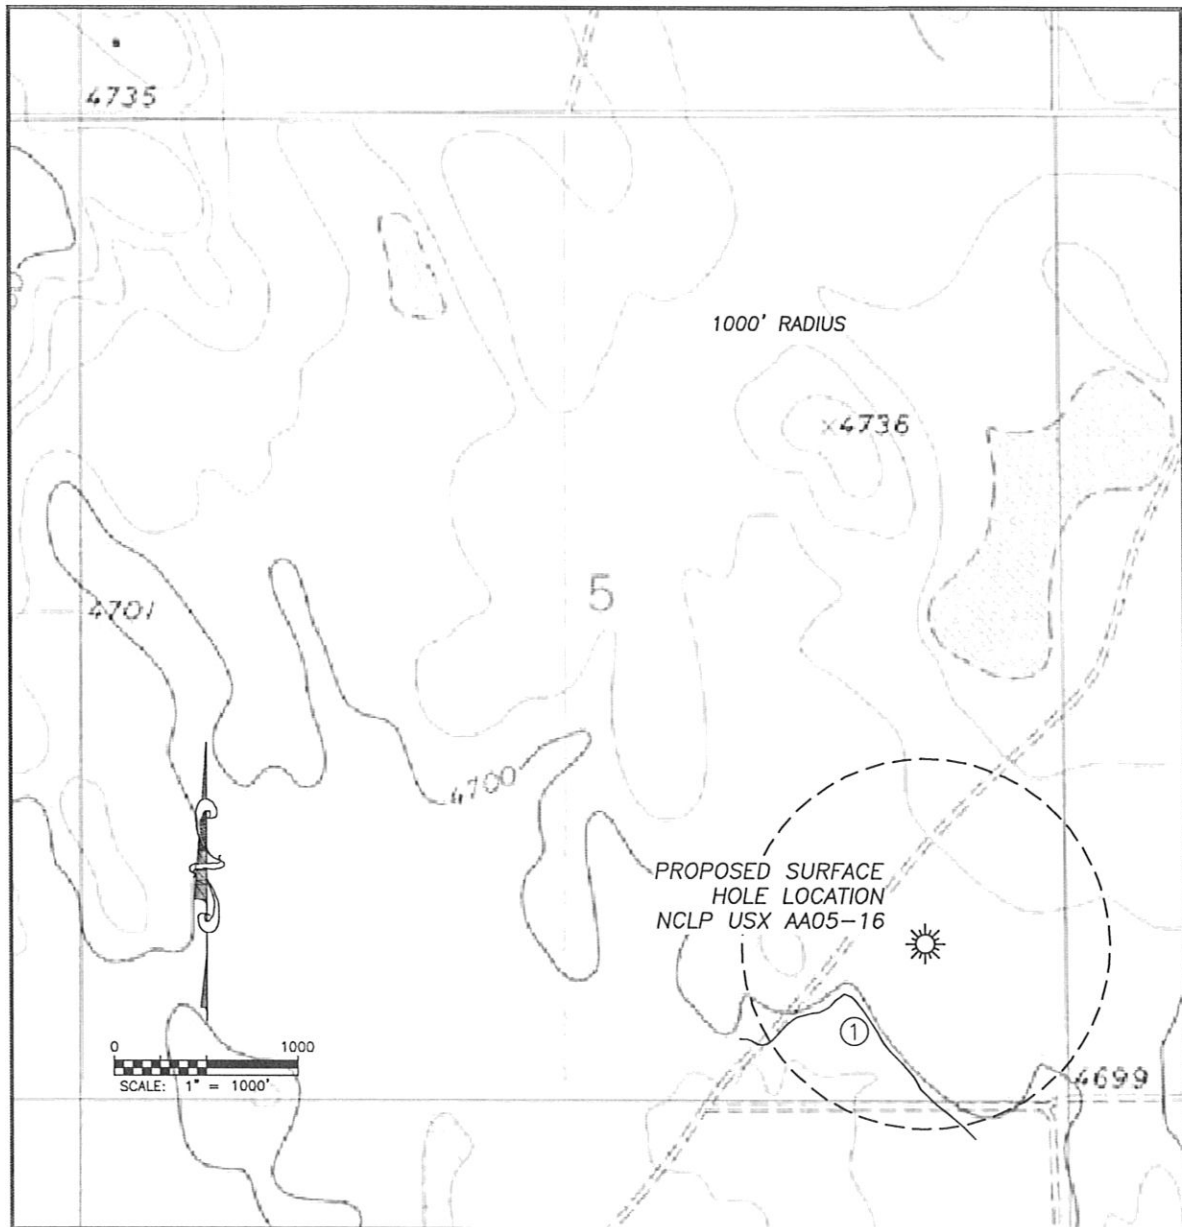 4735
1000' RADIUS
×4736
5
4701
4700
PROPOSED SURFACE
HOLE LOCATION
NCLP USX AA05-16
1
0 1000
SCALE: 1" = 1000'
4699